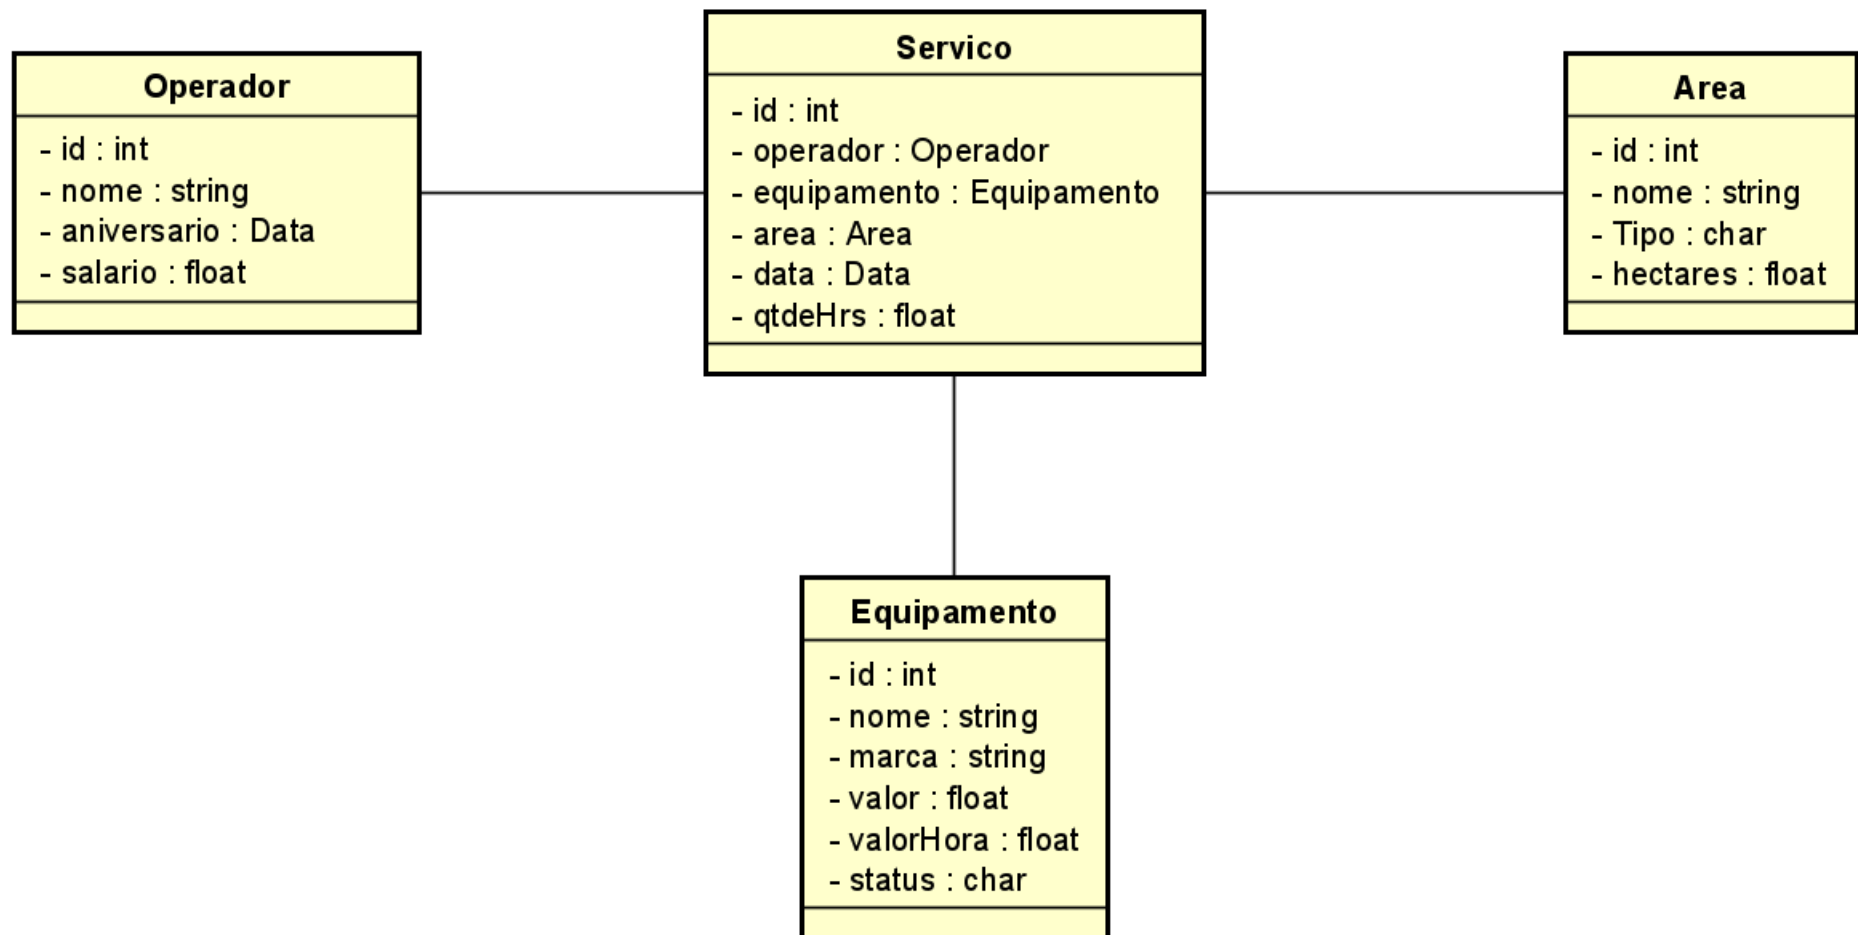 Operador
- id : int
- nome : string
- aniversario : Data
- salario : float
Servico
- id : int
- operador : Operador
- equipamento : Equipamento
- area : Area
- data : Data
- qtdeHrs : float
Area
- id : int
- nome : string
- Tipo : char
- hectares : float
Equipamento
- id : int
- nome : string
- marca : string
- valor : float
- valorHora : float
- status : char